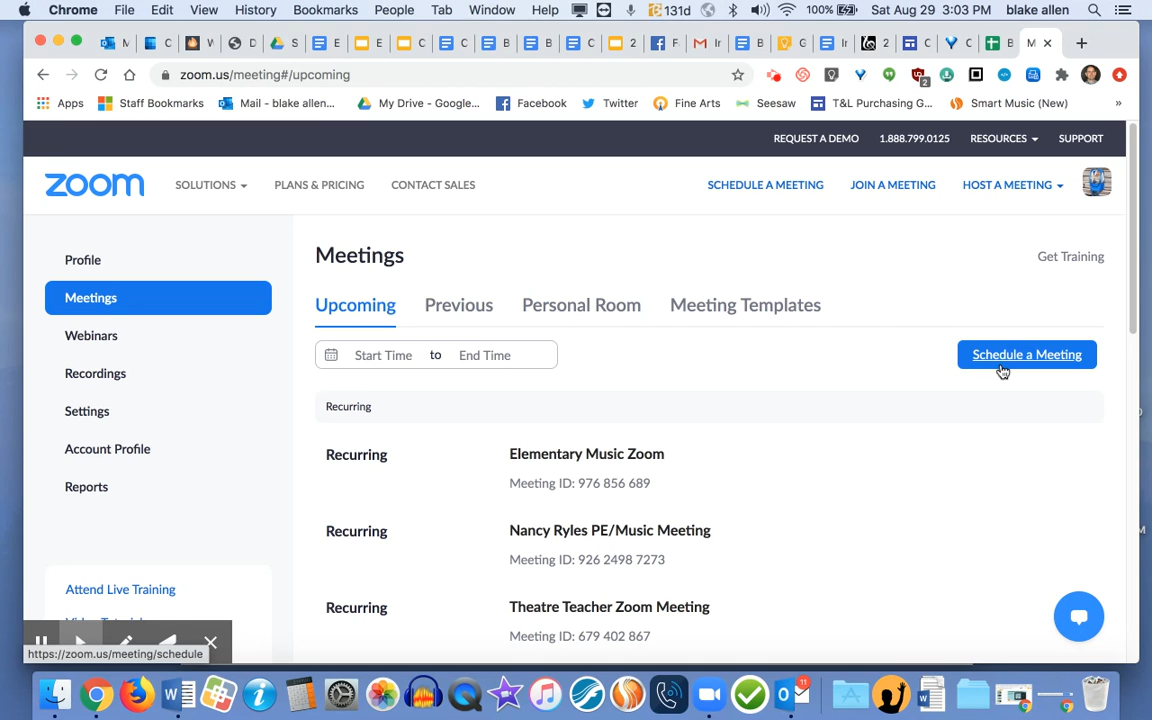 Chrome File Edit View History Bookmarks People Tab Window Help 131d 100% Sat Aug 29 3:03 PM blake allen
zoom.us/meeting#/upcoming
Apps Staff Bookmarks Mail - blake allen... My Drive - Google... Facebook Twitter Fine Arts Seesaw T&L Purchasing G... Smart Music (New) »
REQUEST A DEMO 1.888.799.0125 RESOURCES SUPPORT
zoom SOLUTIONS PLANS & PRICING CONTACT SALES SCHEDULE A MEETING JOIN A MEETING HOST A MEETING
Profile
Meetings
Webinars
Recordings
Settings
Account Profile
Reports
Attend Live Training
https://zoom.us/meeting/schedule
Meetings
Get Training
Upcoming Previous Personal Room Meeting Templates
Start Time to End Time
Schedule a Meeting
Recurring
Recurring Elementary Music Zoom
Meeting ID: 976 856 689
Recurring Nancy Ryles PE/Music Meeting
Meeting ID: 926 2498 7273
Recurring Theatre Teacher Zoom Meeting
Meeting ID: 679 402 867
11